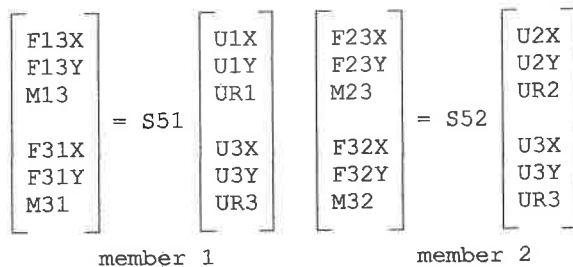 F13X U1X F23X U2X
F13Y U1Y F23Y U2Y
M13 UR1 M23 UR2
= S51 = S52
F31X U3X F32X U3X
F31Y U3Y F32Y U3Y
M31 UR3 M32 UR3
member 1 member 2